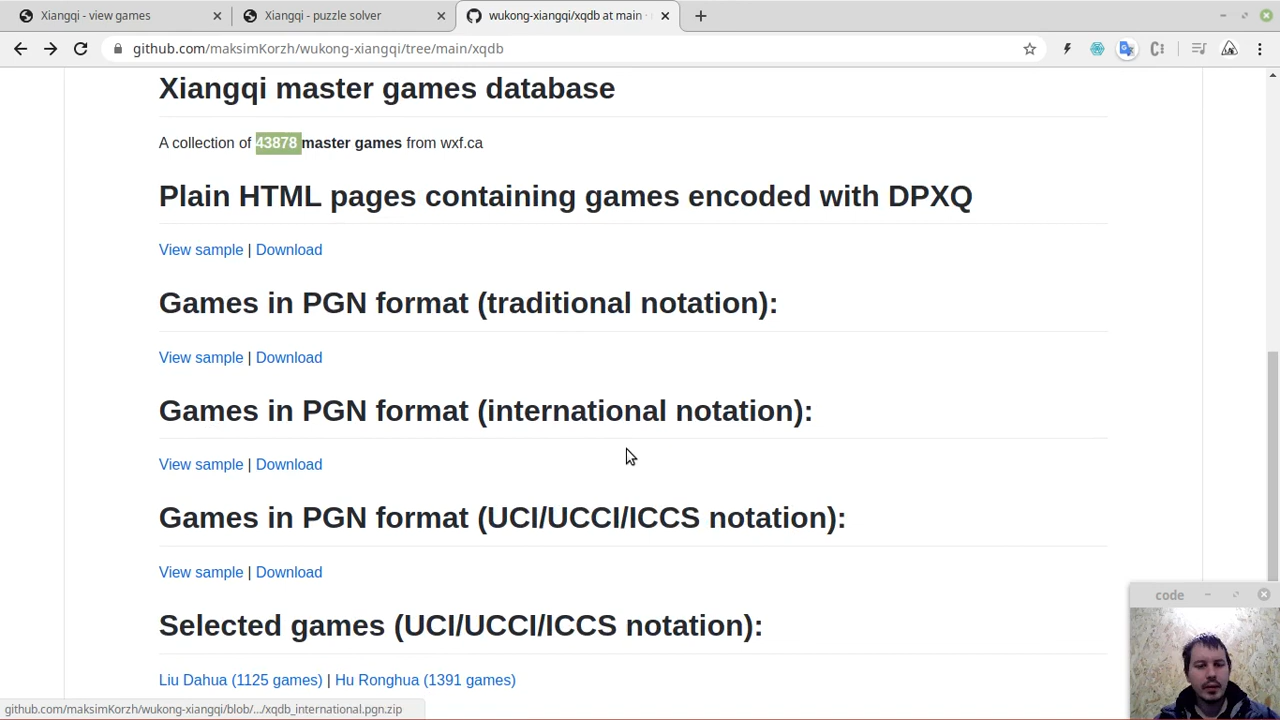 Xiangqi - view games
Xiangqi - puzzle solver
wukong-xiangqi/xqdb at main ·
github.com/maksimKorzh/wukong-xiangqi/tree/main/xqdb
Xiangqi master games database
A collection of 43878 master games from wxf.ca
Plain HTML pages containing games encoded with DPXQ
View sample | Download
Games in PGN format (traditional notation):
View sample | Download
Games in PGN format (international notation):
View sample | Download
Games in PGN format (UCI/UCCI/ICCS notation):
View sample | Download
code
Selected games (UCI/UCCI/ICCS notation):
Liu Dahua (1125 games) | Hu Ronghua (1391 games)
github.com/maksimKorzh/wukong-xiangqi/blob/.../xqdb_international.pgn.zip